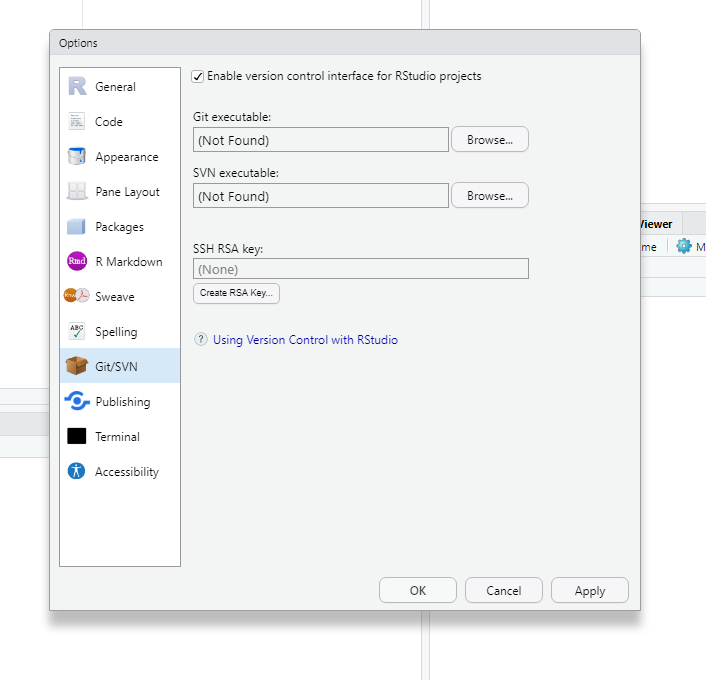 Options
General
Code
Appearance
Pane Layout
Packages
Rmd R Markdown
Sweave
ABC Spelling
Git/SVN
Publishing
Terminal
Accessibility
Enable version control interface for RStudio projects
Git executable:
(Not Found) Browse...
SVN executable:
(Not Found) Browse...
SSH RSA key:
(None)
Create RSA Key...
? Using Version Control with RStudio
OK Cancel Apply
Viewer
me M